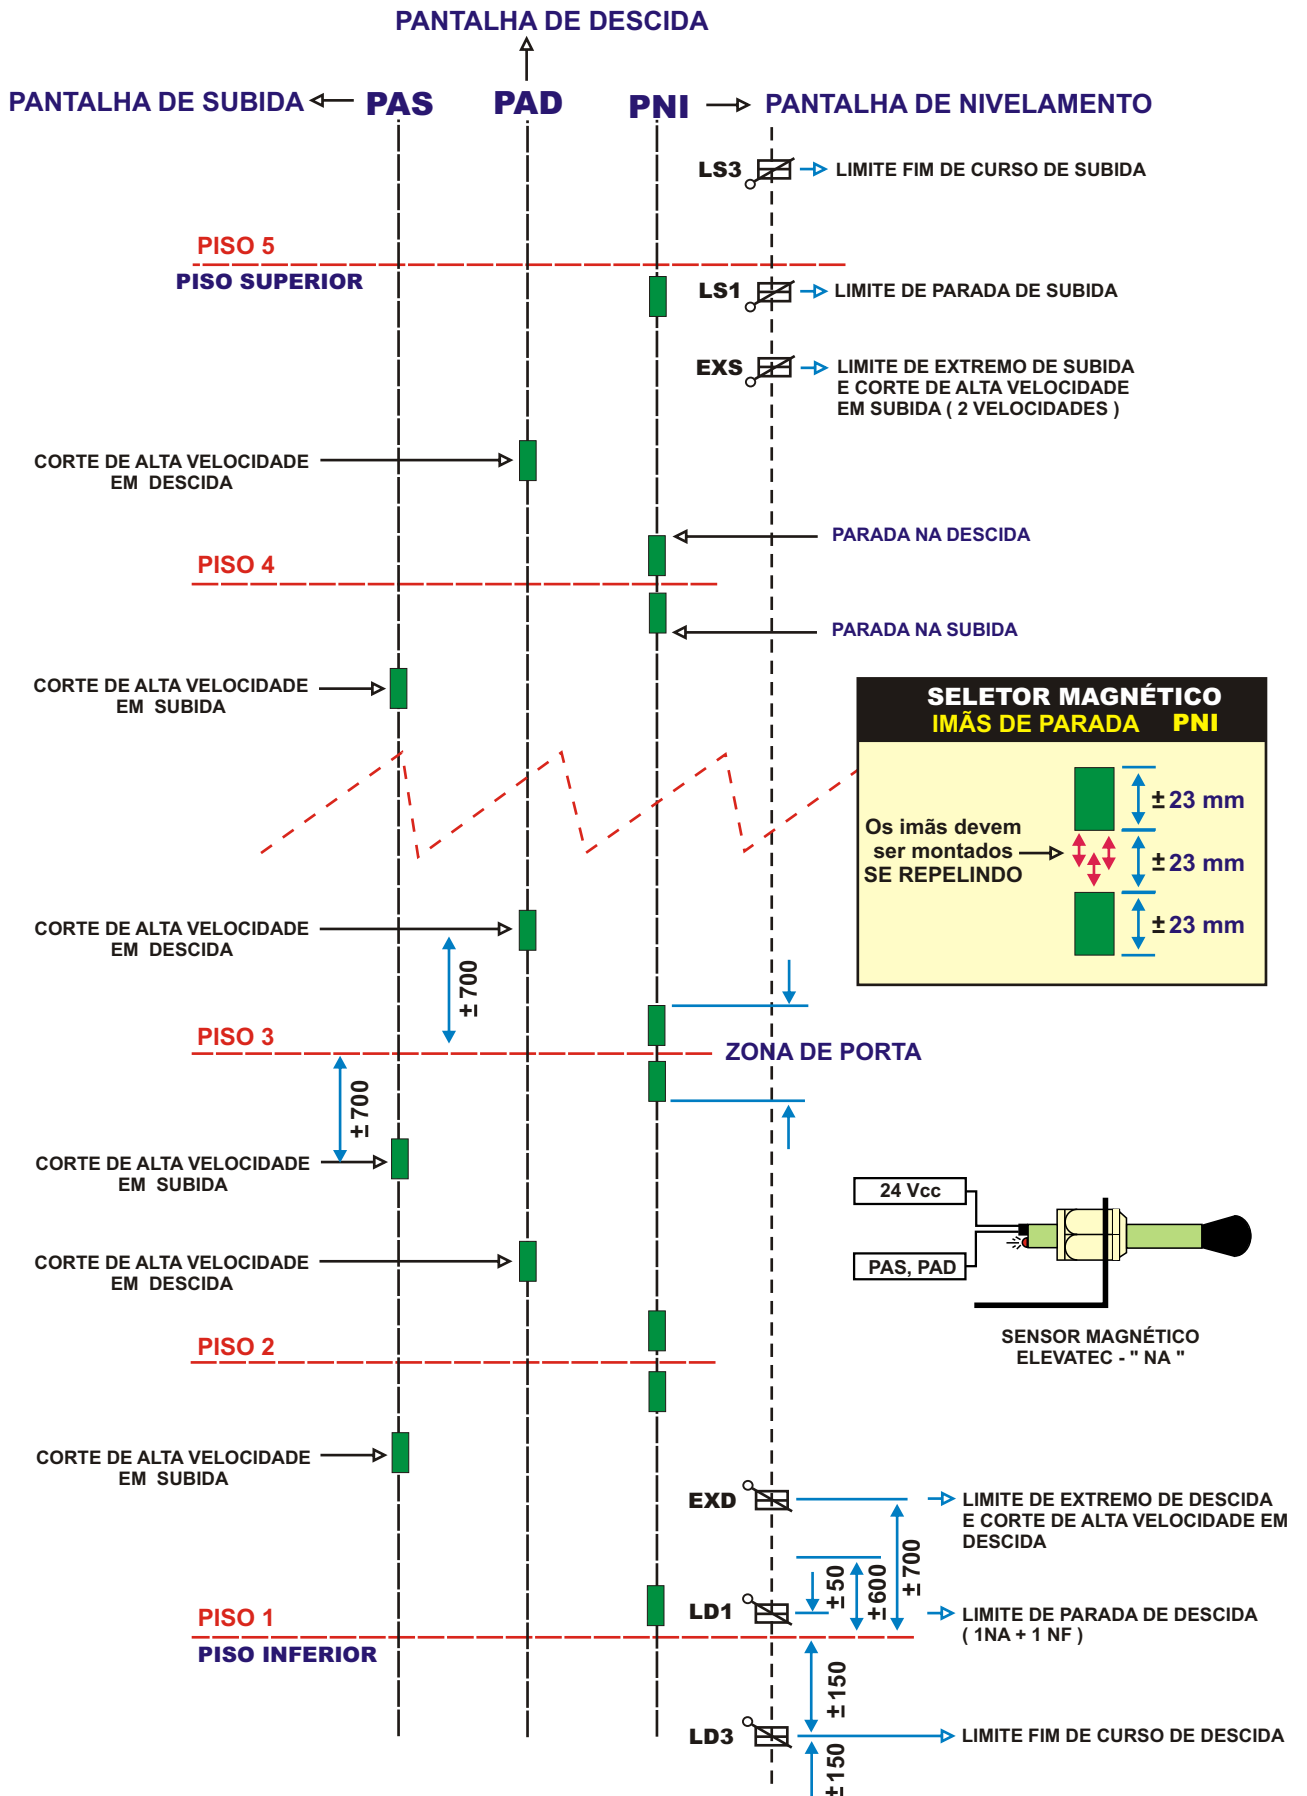 PANTALHA DE DESCIDA
PANTALHA DE SUBIDA
PAS
PAD
PNI
PANTALHA DE NIVELAMENTO
LS3
LIMITE FIM DE CURSO DE SUBIDA
PISO 5
PISO SUPERIOR
LS1
LIMITE DE PARADA DE SUBIDA
EXS
LIMITE DE EXTREMO DE SUBIDA
E CORTE DE ALTA VELOCIDADE
EM SUBIDA ( 2 VELOCIDADES )
CORTE DE ALTA VELOCIDADE
EM DESCIDA
PARADA NA DESCIDA
PISO 4
PARADA NA SUBIDA
CORTE DE ALTA VELOCIDADE
EM SUBIDA
SELETOR MAGNÉTICO
IMÃS DE PARADA PNI
± 23 mm
Os imãs devem
ser montados
SE REPELINDO
± 23 mm
± 23 mm
CORTE DE ALTA VELOCIDADE
EM DESCIDA
± 700
PISO 3
ZONA DE PORTA
± 700
CORTE DE ALTA VELOCIDADE
EM SUBIDA
24 Vcc
PAS, PAD
SENSOR MAGNÉTICO
ELEVATEC - " NA "
CORTE DE ALTA VELOCIDADE
EM DESCIDA
PISO 2
CORTE DE ALTA VELOCIDADE
EM SUBIDA
EXD
LIMITE DE EXTREMO DE DESCIDA
E CORTE DE ALTA VELOCIDADE EM
DESCIDA
± 50
± 600
± 700
PISO 1
PISO INFERIOR
LD1
LIMITE DE PARADA DE DESCIDA
( 1NA + 1 NF )
± 150
LD3
LIMITE FIM DE CURSO DE DESCIDA
± 150